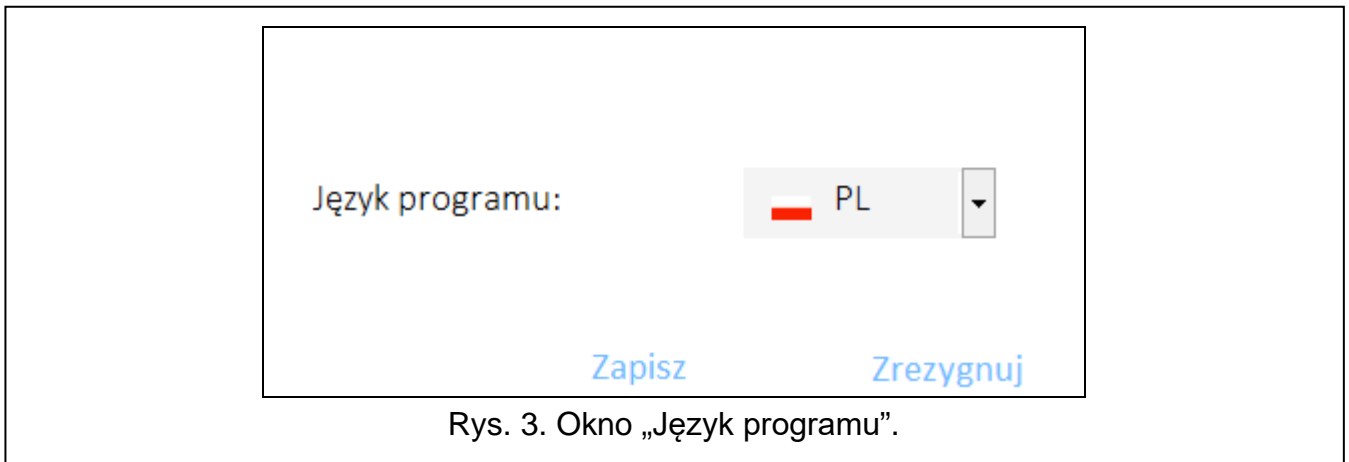 Język programu: PL
Zapisz Zrezygnuj
Rys. 3. Okno „Język programu”.